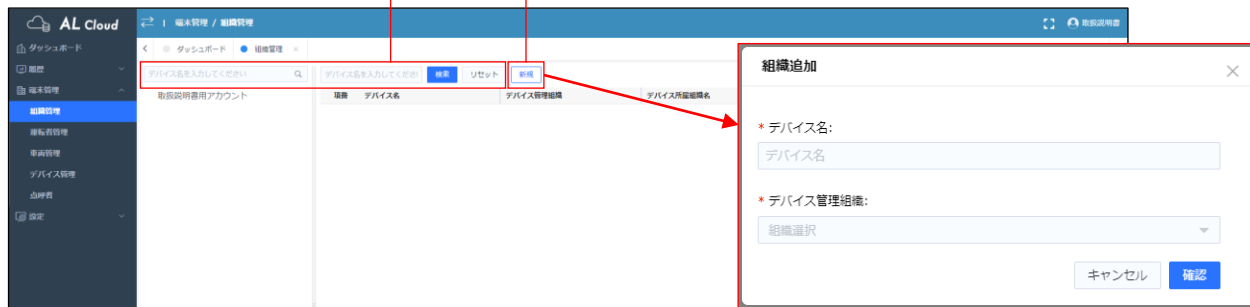 AL Cloud
端末管理 / 組織管理
取扱説明書
ダッシュボード
ダッシュボード
組織管理
履歴
端末管理
組織管理
運転者管理
車両管理
デバイス管理
点呼者
設定
デバイス名を入力してください
取扱説明書用アカウント
デバイス名を入力してくださ
検索
リセット
新規
項番
デバイス名
デバイス管理組織
デバイス所属組織名
組織追加
* デバイス名:
デバイス名
* デバイス管理組織:
組織選択
キャンセル
確認